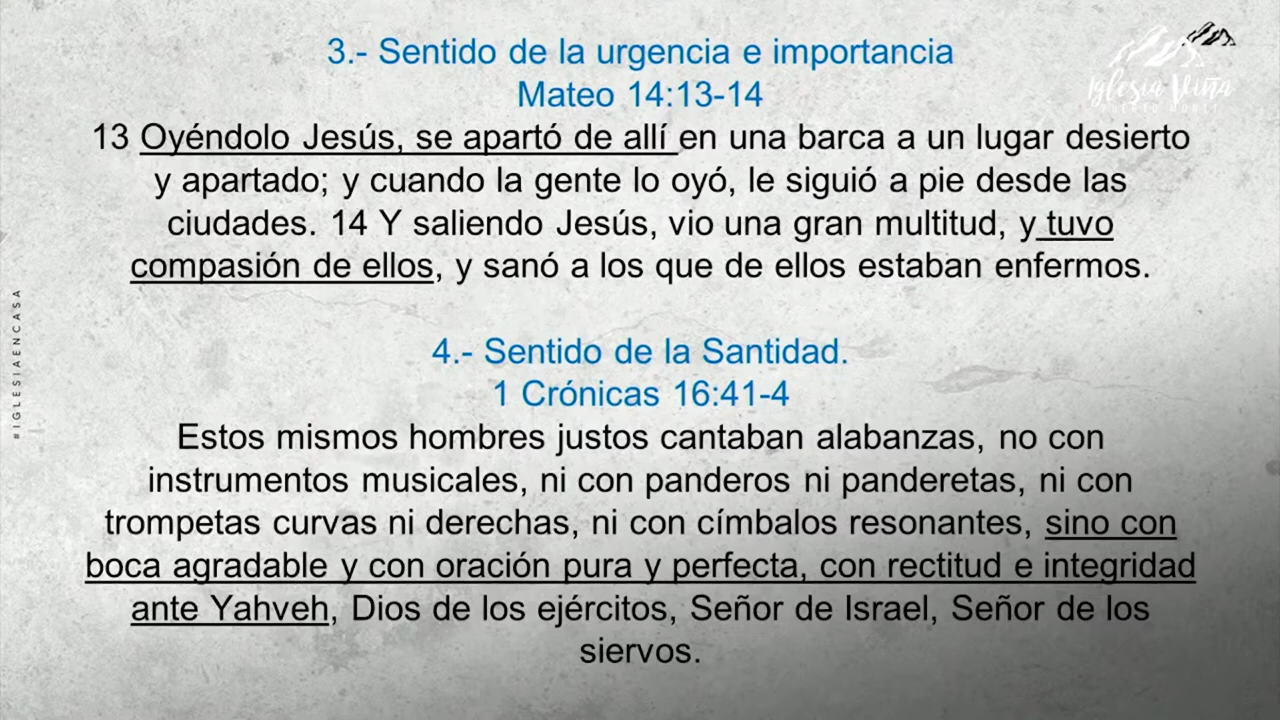 3.- Sentido de la urgencia e importancia
Mateo 14:13-14
13 Oyéndolo Jesús, se apartó de allí en una barca a un lugar desierto
y apartado; y cuando la gente lo oyó, le siguió a pie desde las
ciudades. 14 Y saliendo Jesús, vio una gran multitud, y tuvo
compasión de ellos, y sanó a los que de ellos estaban enfermos.
4.- Sentido de la Santidad.
1 Crónicas 16:41-4
Estos mismos hombres justos cantaban alabanzas, no con
instrumentos musicales, ni con panderos ni panderetas, ni con
trompetas curvas ni derechas, ni con címbalos resonantes, sino con
boca agradable y con oración pura y perfecta, con rectitud e integridad
ante Yahveh, Dios de los ejércitos, Señor de Israel, Señor de los
siervos.
#IGLESIAENCASA
Iglesia Viña